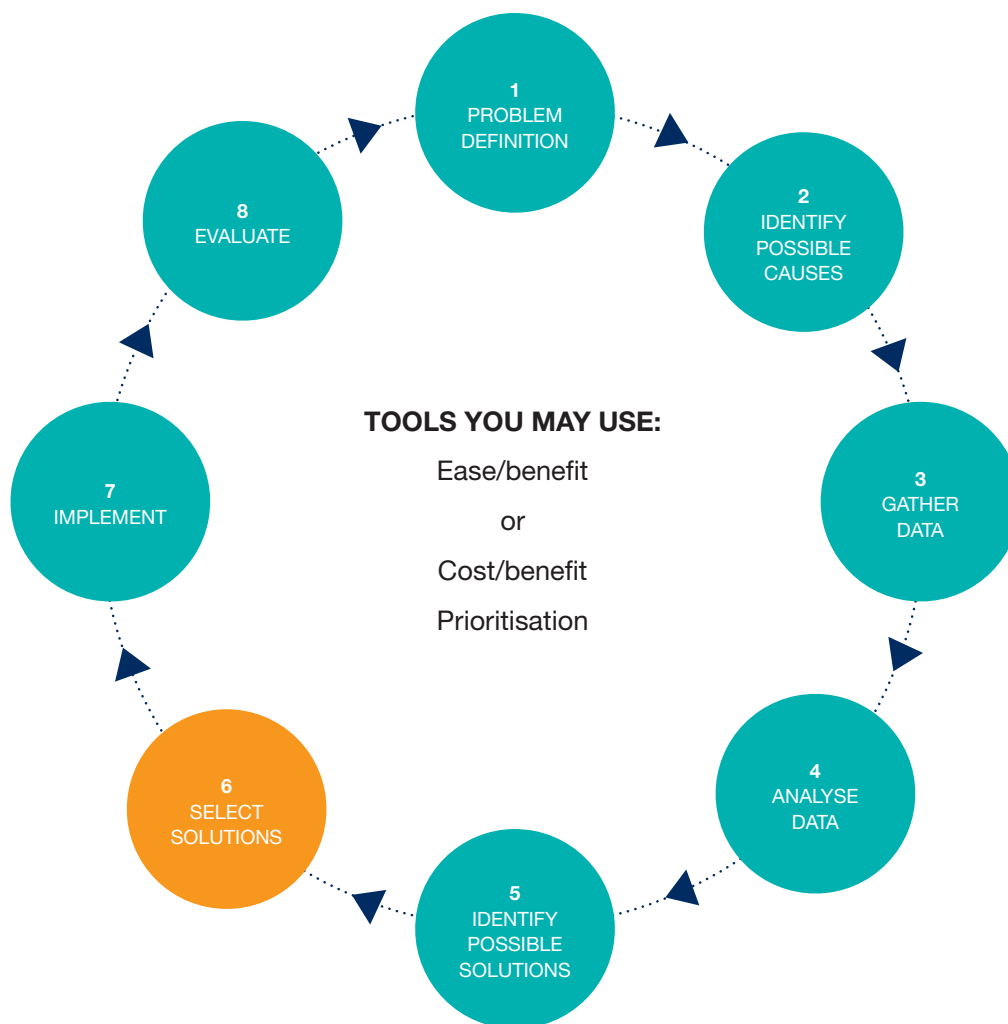 1
PROBLEM
DEFINITION
2
IDENTIFY
POSSIBLE
CAUSES
3
GATHER
DATA
4
ANALYSE
DATA
5
IDENTIFY
POSSIBLE
SOLUTIONS
6
SELECT
SOLUTIONS
7
IMPLEMENT
8
EVALUATE
TOOLS YOU MAY USE:
Ease/benefit
or
Cost/benefit
Prioritisation